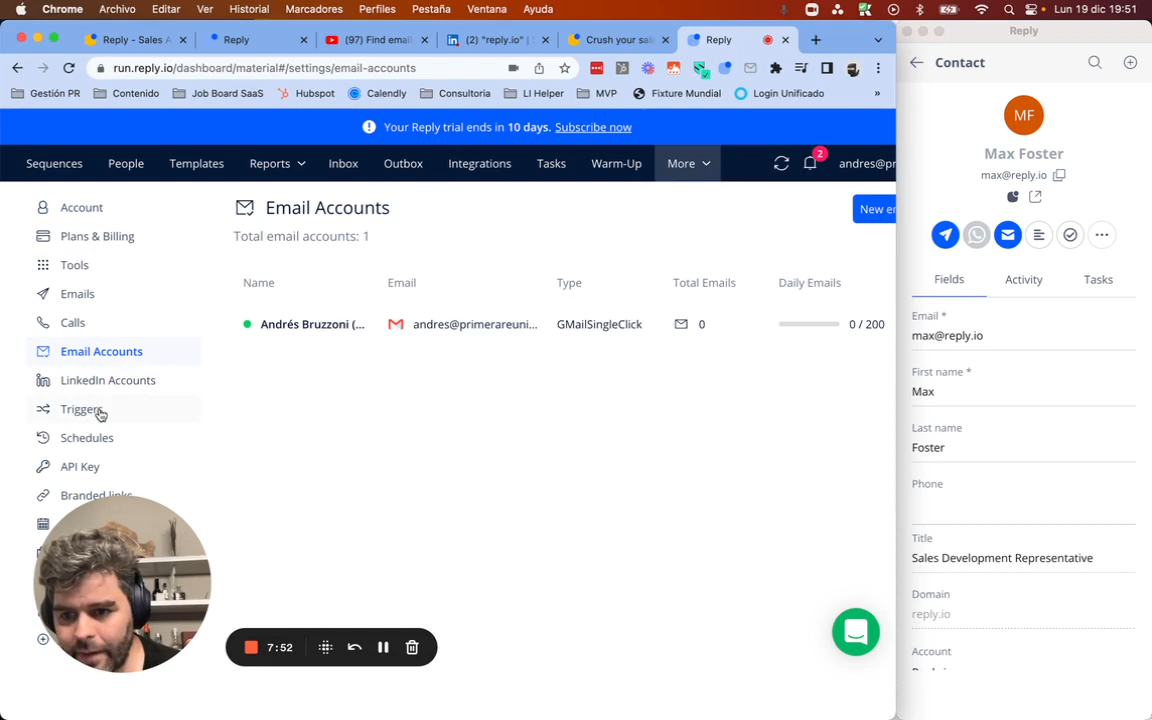 Chrome Archivo Editar Ver Historial Marcadores Perfiles Pestaña Ventana Ayuda Lun 19 dic 19:51
Reply - Sales A
Reply
(97) Find email
(2) "reply.io" |
Crush your sale
Reply
Reply
run.reply.io/dashboard/material#/settings/email-accounts
Gestión PR Contenido Job Board SaaS Hubspot Calendly Consultoria LI Helper MVP Fixture Mundial Login Unificado »
Your Reply trial ends in 10 days. Subscribe now
Sequences People Templates Reports Inbox Outbox Integrations Tasks Warm-Up More 2 andres@pr
Account
Plans & Billing
Tools
Emails
Calls
Email Accounts
LinkedIn Accounts
Triggers
Schedules
API Key
Branded links
Email Accounts
New em
Total email accounts: 1
Name Email Type Total Emails Daily Emails
Andrés Bruzzoni (... andres@primerareuni... GMailSingleClick 0 0 / 200
7:52
Contact
MF
Max Foster
max@reply.io
Fields Activity Tasks
Email *
max@reply.io
First name *
Max
Last name
Foster
Phone
Title
Sales Development Representative
Domain
reply.io
Account